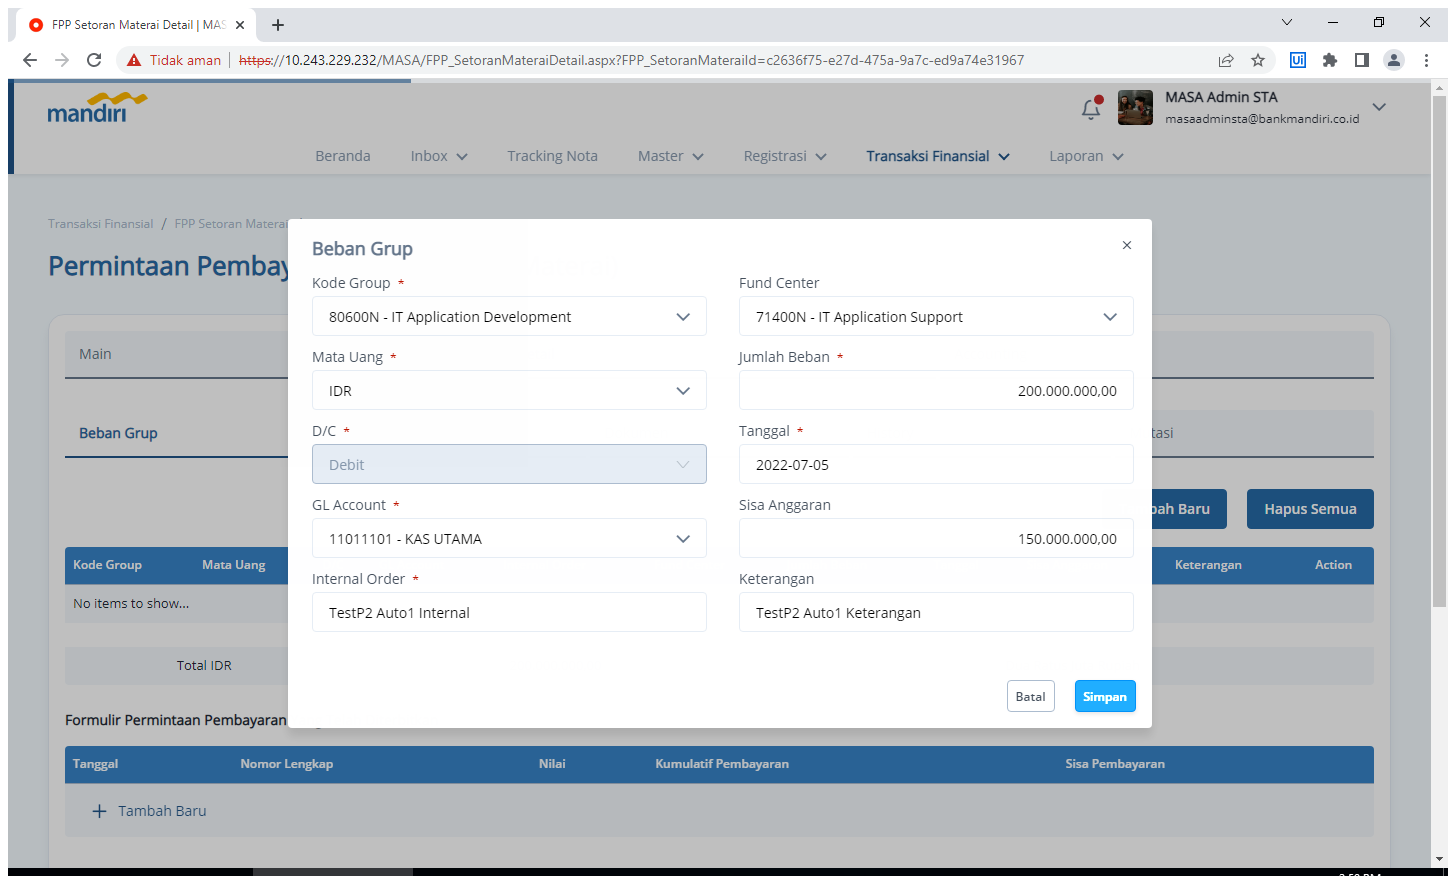 FPP Setoran Materai Detail | MAS
Tidak aman
https://10.243.229.232/MASA/FPP_SetoranMateraiDetail.aspx?FPP_SetoranMateraiId=c2636f75-e27d-475a-9a7c-ed9a74e31967
mandiri
MASA Admin STA
masaadminsta@bankmandiri.co.id
Beranda Inbox Tracking Nota Master Registrasi Transaksi Finansial Laporan
Transaksi Finansial / FPP Setoran Materai
Permintaan Pembay
Main
Beban Grup
tasi
bah Baru Hapus Semua
Kode Group Mata Uang Keterangan Action
No items to show...
Total IDR
Formulir Permintaan Pembayaran
Tanggal Nomor Lengkap Nilai Kumulatif Pembayaran Sisa Pembayaran
+ Tambah Baru
Beban Grup
Kode Group * Fund Center
80600N - IT Application Development 71400N - IT Application Support
Mata Uang * Jumlah Beban *
IDR 200.000.000,00
D/C * Tanggal *
Debit 2022-07-05
GL Account * Sisa Anggaran
11011101 - KAS UTAMA 150.000.000,00
Internal Order * Keterangan
TestP2 Auto1 Internal TestP2 Auto1 Keterangan
Batal Simpan